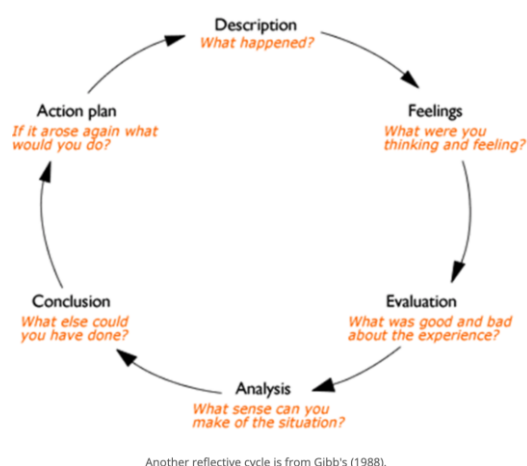 Description
What happened?
Feelings
What were you
thinking and feeling?
Evaluation
What was good and bad
about the experience?
Analysis
What sense can you
make of the situation?
Conclusion
What else could
you have done?
Action plan
If it arose again what
would you do?
Another reflective cycle is from Gibb's (1988).